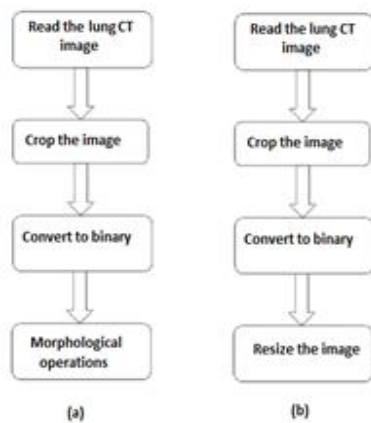 Read the lung CT
image
Crop the image
Convert to binary
Morphological
operations
(a)
Read the lung CT
image
Crop the image
Convert to binary
Resize the image
(b)